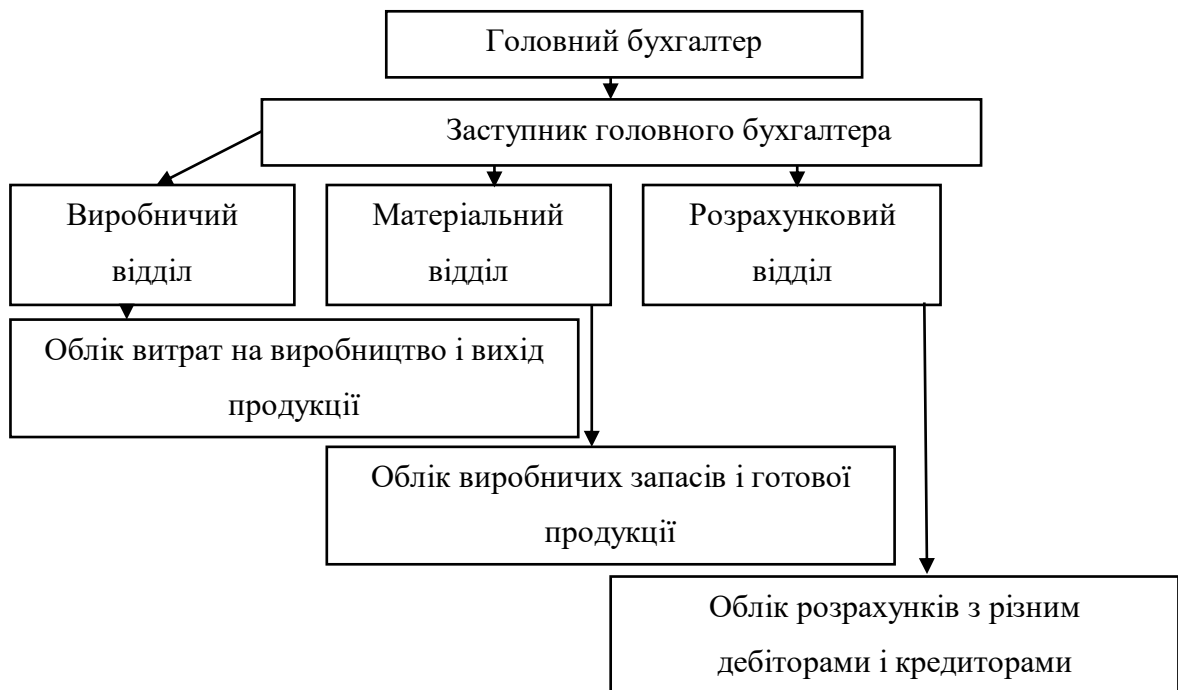 Головний бухгалтер
Заступник головного бухгалтера
Виробничий
відділ
Матеріальний
відділ
Розрахунковий
відділ
Облік витрат на виробництво і вихід
продукції
Облік виробничих запасів і готової
продукції
Облік розрахунків з різним
дебіторами і кредиторами